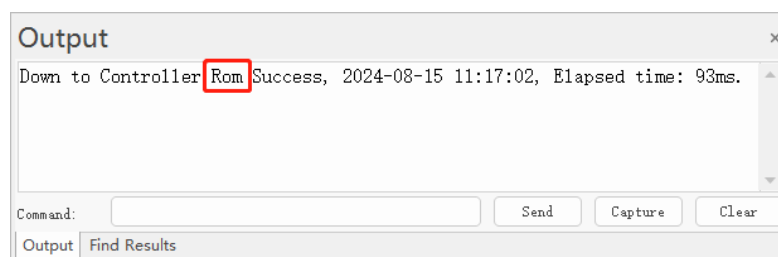 Output
×
Down to Controller Rom Success, 2024-08-15 11:17:02, Elapsed time: 93ms.
Command:
Send
Capture
Clear
Output
Find Results